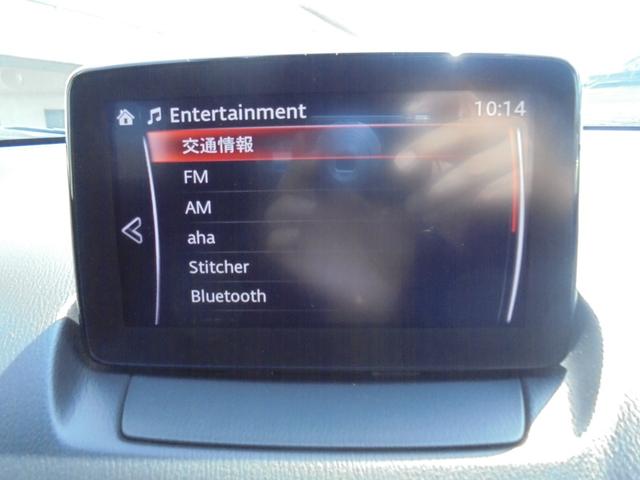 Entertainment 10:14
交通情報
FM
AM
aha
Stitcher
Bluetooth